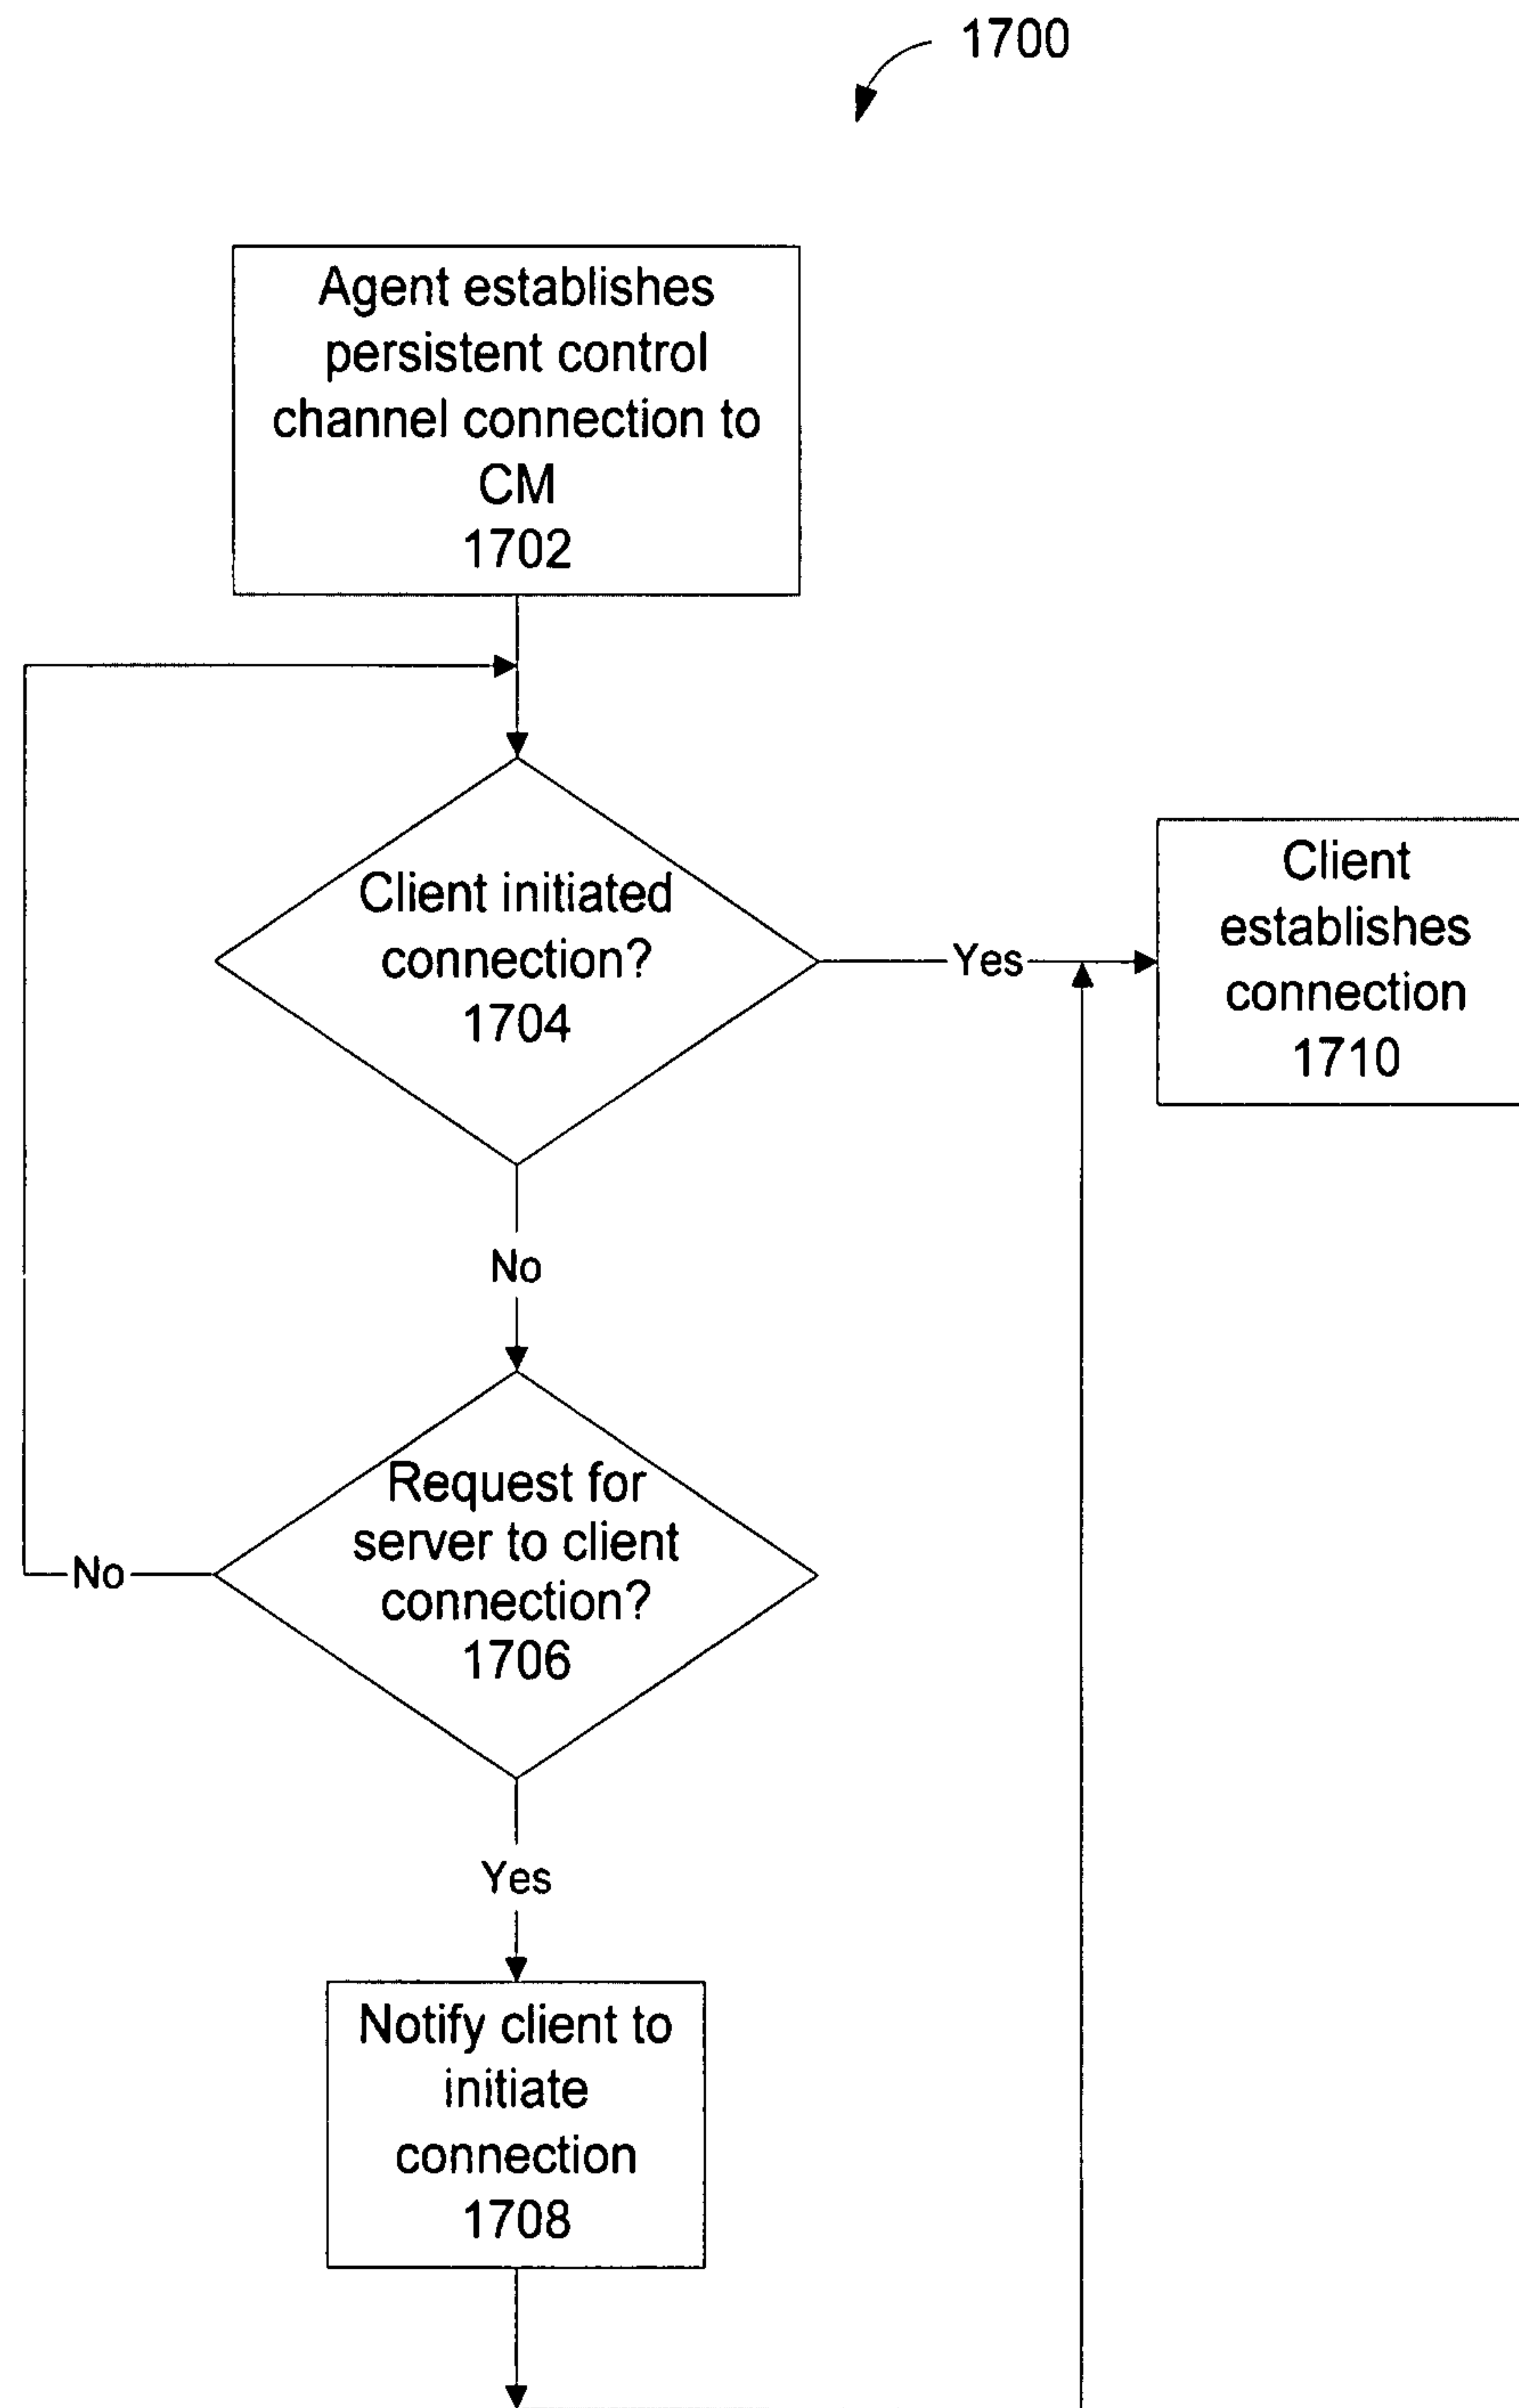 1700
Agent establishes
persistent control
channel connection to
CM
1702
Client initiated
connection?
1704
Yes
Client
establishes
connection
1710
No
Request for
server to client
connection?
1706
No
Yes
Notify client to
initiate
connection
1708